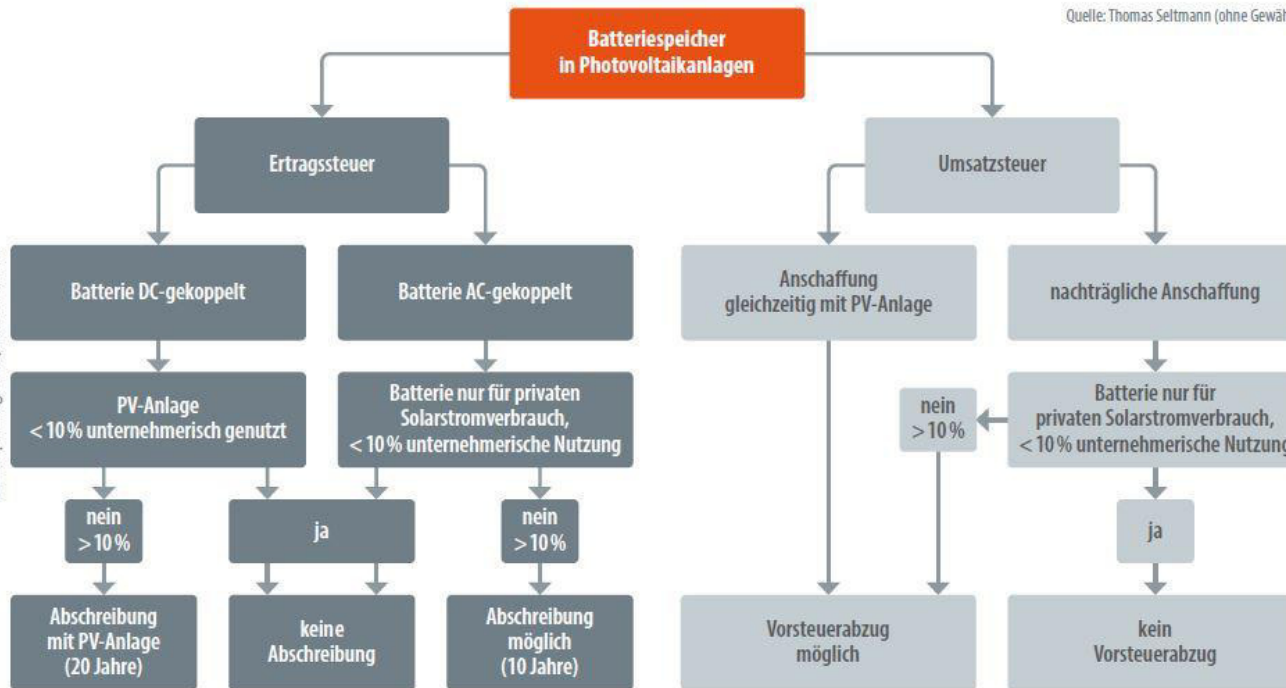 Quelle: Thomas Seltmann (ohne Gewäh
Batteriespeicher
in Photovoltaikanlagen
Ertragssteuer
Umsatzsteuer
Batterie DC-gekoppelt
Batterie AC-gekoppelt
Anschaffung
gleichzeitig mit PV-Anlage
nachträgliche Anschaffung
PV-Anlage
< 10 % unternehmerisch genutzt
Batterie nur für privaten
Solarstromverbrauch,
< 10 % unternehmerische Nutzung
nein
> 10 %
Batterie nur für
privaten Solarstromverbrauch,
< 10 % unternehmerische Nutzung
nein
> 10 %
ja
nein
> 10 %
ja
Abschreibung
mit PV-Anlage
(20 Jahre)
keine
Abschreibung
Abschreibung
möglich
(10 Jahre)
Vorsteuerabzug
möglich
kein
Vorsteuerabzug